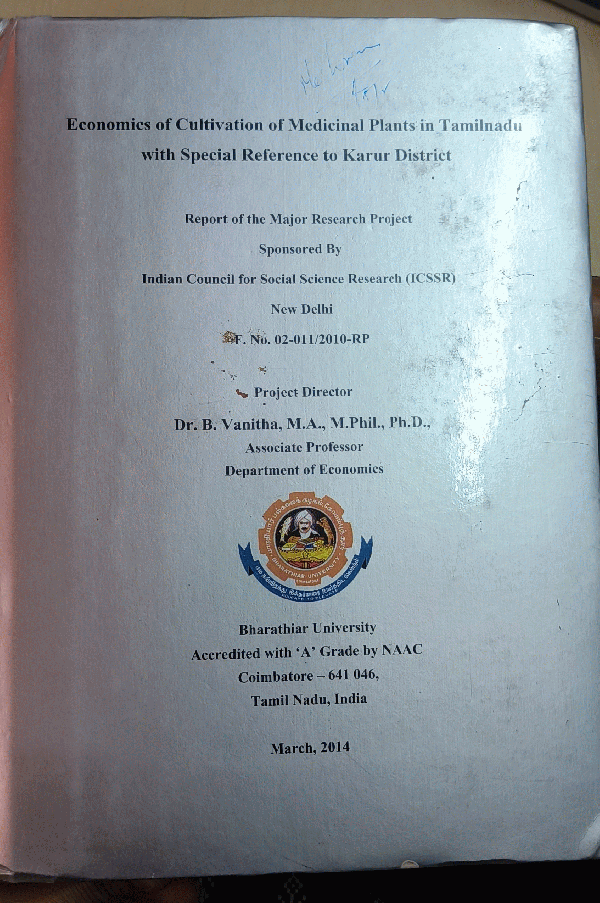 Economics of Cultivation of Medicinal Plants in Tamilnadu
with Special Reference to Karur District
Report of the Major Research Project
Sponsored By
Indian Council for Social Science Research (ICSSR)
New Delhi
F. No. 02-011/2010-RP
Project Director
Dr. B. Vanitha, M.A., M.Phil., Ph.D.,
Associate Professor
Department of Economics
BHARATHIAR UNIVERSITY
Bharathiar University
Accredited with ‘A’ Grade by NAAC
Coimbatore – 641 046,
Tamil Nadu, India
March, 2014